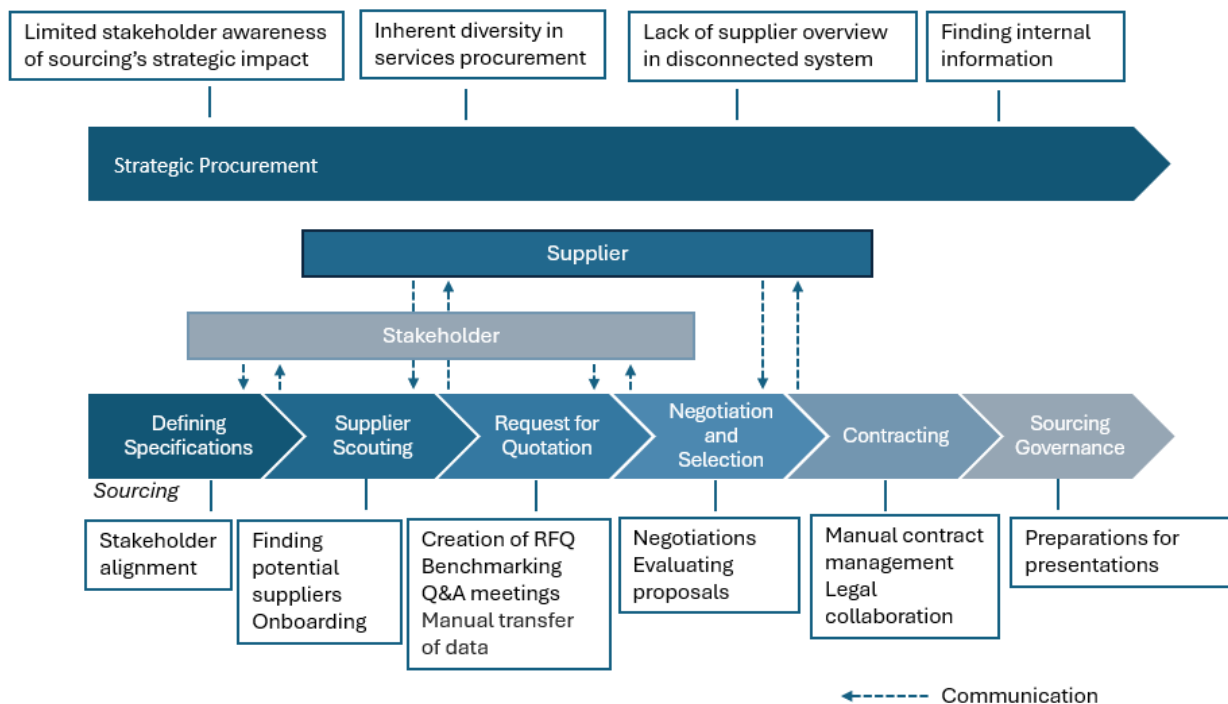 Limited stakeholder awareness
of sourcing's strategic impact
Inherent diversity in
services procurement
Lack of supplier overview
in disconnected system
Finding internal
information
Strategic Procurement
Supplier
Stakeholder
Defining
Specifications
Supplier
Scouting
Request for
Quotation
Negotiation
and
Selection
Contracting
Sourcing
Governance
Sourcing
Stakeholder
alignment
Finding
potential
suppliers
Onboarding
Creation of RFQ
Benchmarking
Q&A meetings
Manual transfer
of data
Negotiations
Evaluating
proposals
Manual contract
management
Legal
collaboration
Preparations for
presentations
Communication